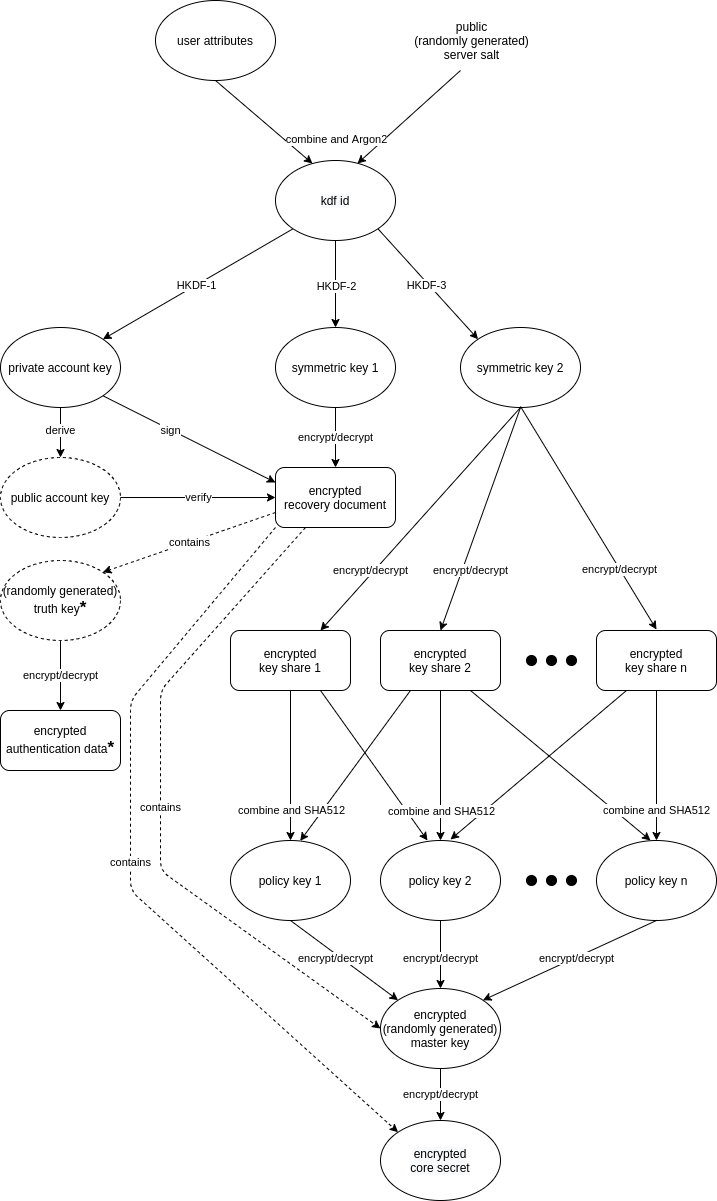 user attributes
public
(randomly generated)
server salt
combine and Argon2
kdf id
HKDF-1
HKDF-2
HKDF-3
private account key
symmetric key 1
symmetric key 2
derive
sign
encrypt/decrypt
public account key
verify
encrypted
recovery document
contains
encrypt/decrypt
encrypt/decrypt
encrypt/decrypt
(randomly generated)
truth key*
encrypt/decrypt
encrypted
key share 1
encrypted
key share 2
encrypted
key share n
encrypted
authentication data*
contains
combine and SHA512
combine and SHA512
combine and SHA512
contains
policy key 1
policy key 2
policy key n
encrypt/decrypt
encrypt/decrypt
encrypt/decrypt
encrypted
(randomly generated)
master key
encrypt/decrypt
encrypted
core secret